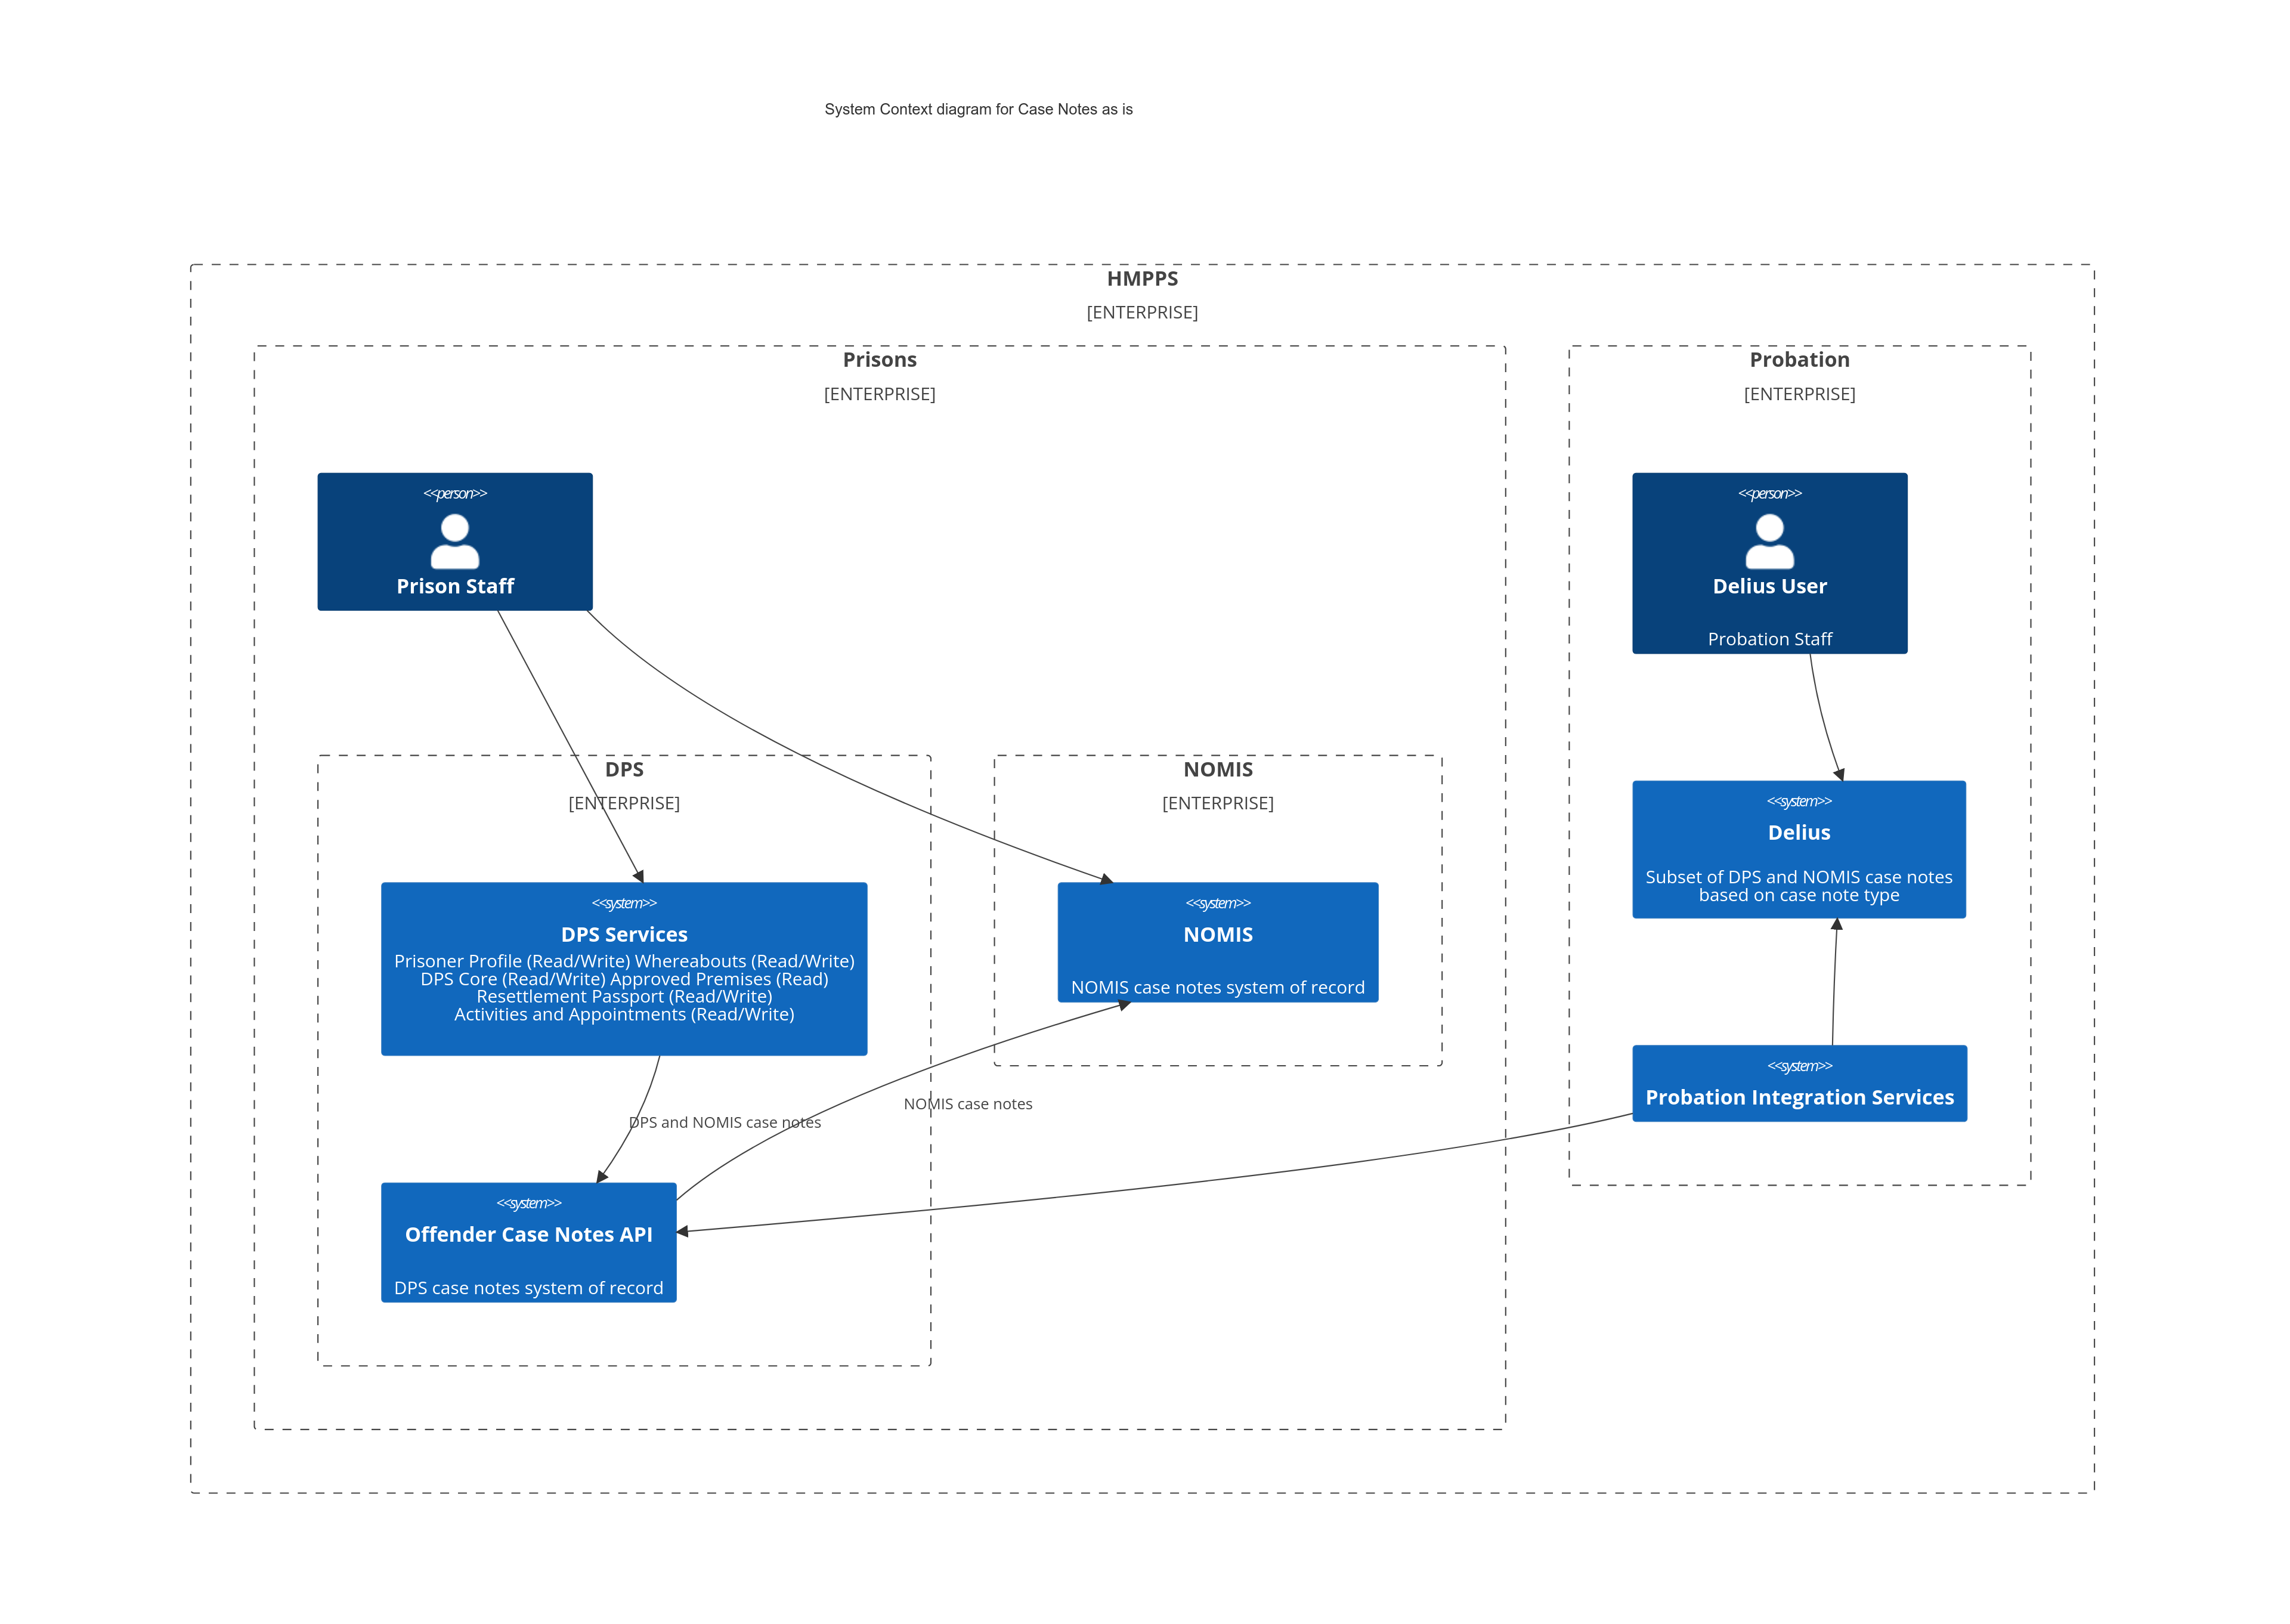 System Context diagram for Case Notes as is
HMPPS
[ENTERPRISE]
Prisons
[ENTERPRISE]
Probation
[ENTERPRISE]
<<person>>
Prison Staff
<<person>>
Delius User
Probation Staff
DPS
[ENTERPRISE]
NOMIS
[ENTERPRISE]
<<system>>
Delius
Subset of DPS and NOMIS case notes
based on case note type
<<system>>
DPS Services
Prisoner Profile (Read/Write) Whereabouts (Read/Write)
DPS Core (Read/Write) Approved Premises (Read)
Resettlement Passport (Read/Write)
Activities and Appointments (Read/Write)
<<system>>
NOMIS
NOMIS case notes system of record
<<system>>
Probation Integration Services
NOMIS case notes
DPS and NOMIS case notes
<<system>>
Offender Case Notes API
DPS case notes system of record